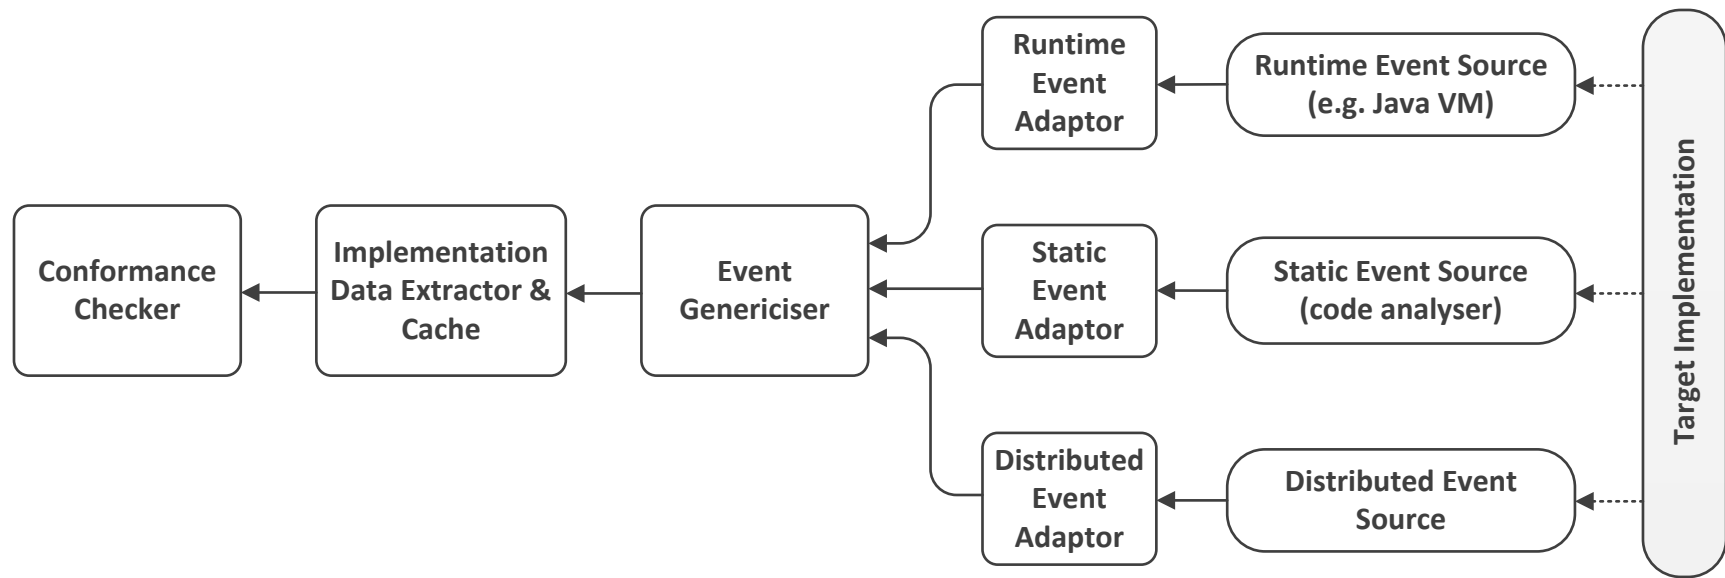 Conformance
Checker
Implementation
Data Extractor &
Cache
Event
Genericiser
Runtime
Event
Adaptor
Static
Event
Adaptor
Distributed
Event
Adaptor
Runtime Event Source
(e.g. Java VM)
Static Event Source
(code analyser)
Distributed Event
Source
Target Implementation